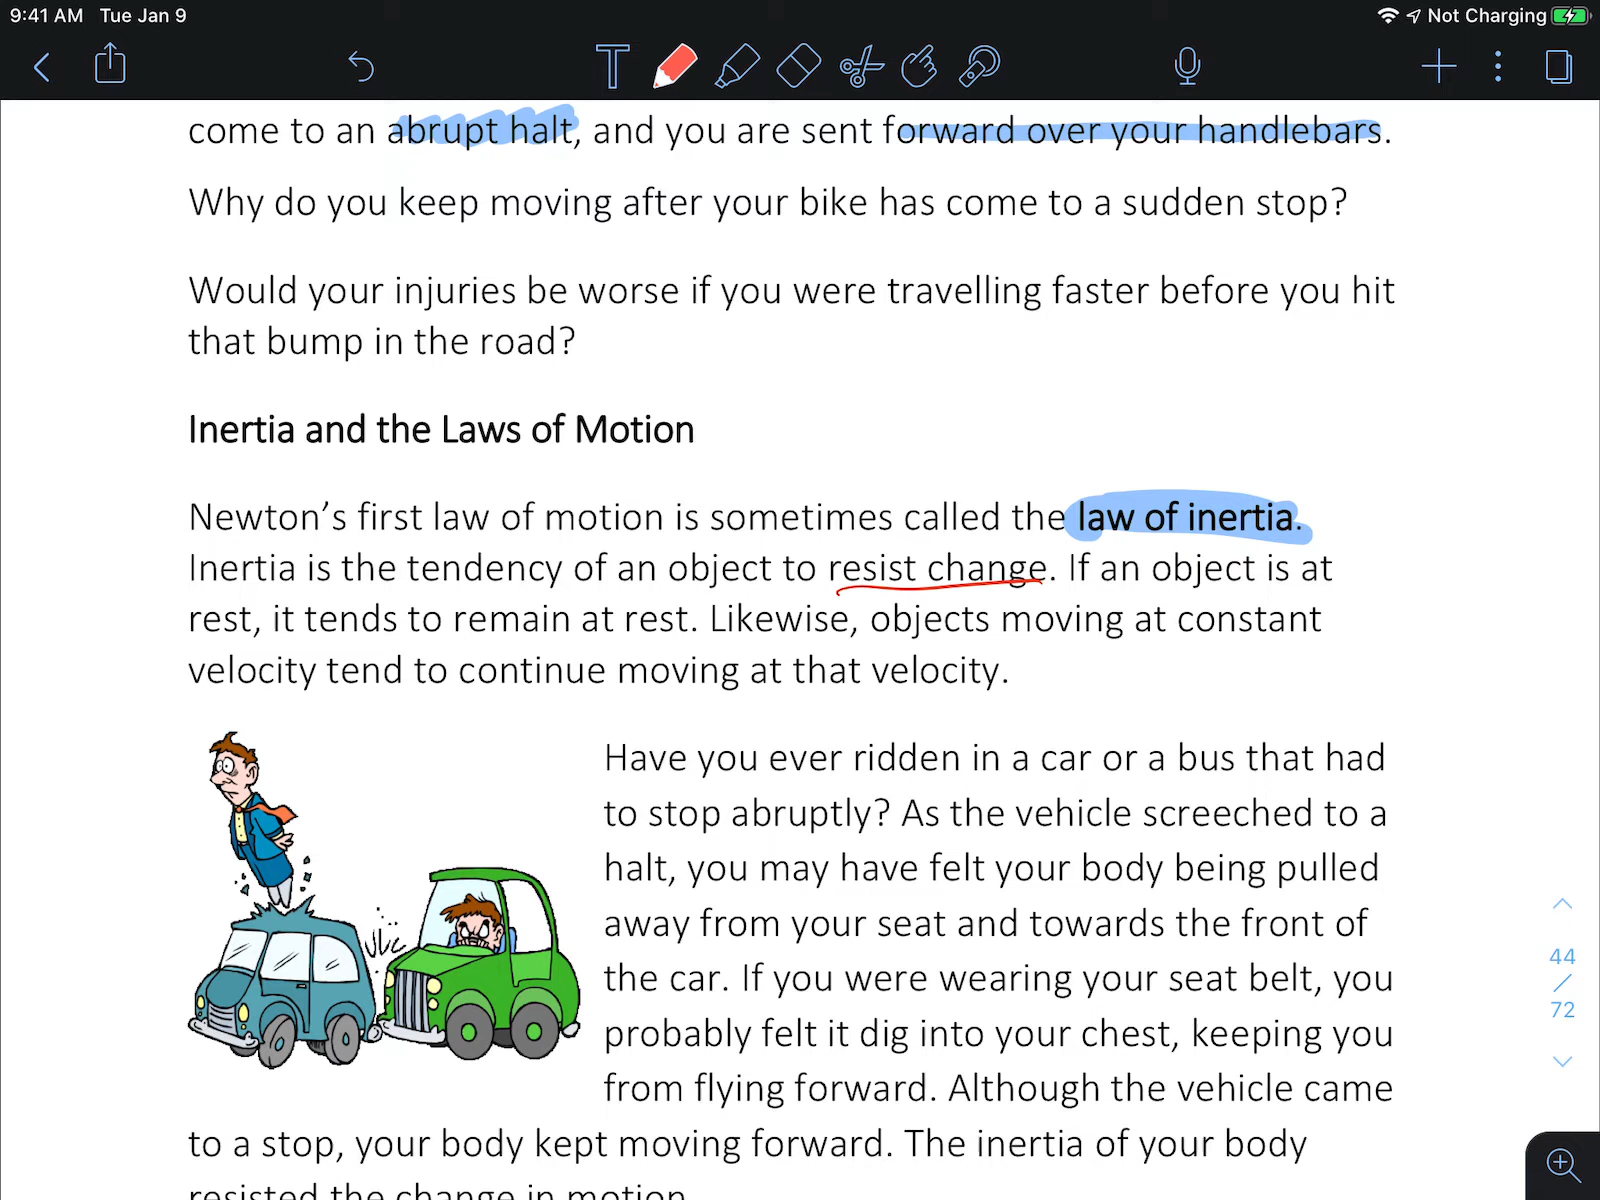 9:41 AM Tue Jan 9
Not Charging
come to an abrupt halt, and you are sent forward over your handlebars.
Why do you keep moving after your bike has come to a sudden stop?
Would your injuries be worse if you were travelling faster before you hit
that bump in the road?
Inertia and the Laws of Motion
Newton’s first law of motion is sometimes called the law of inertia.
Inertia is the tendency of an object to resist change. If an object is at
rest, it tends to remain at rest. Likewise, objects moving at constant
velocity tend to continue moving at that velocity.
Have you ever ridden in a car or a bus that had
to stop abruptly? As the vehicle screeched to a
halt, you may have felt your body being pulled
away from your seat and towards the front of
the car. If you were wearing your seat belt, you
probably felt it dig into your chest, keeping you
from flying forward. Although the vehicle came
to a stop, your body kept moving forward. The inertia of your body
resisted the change in motion.
44
/
72